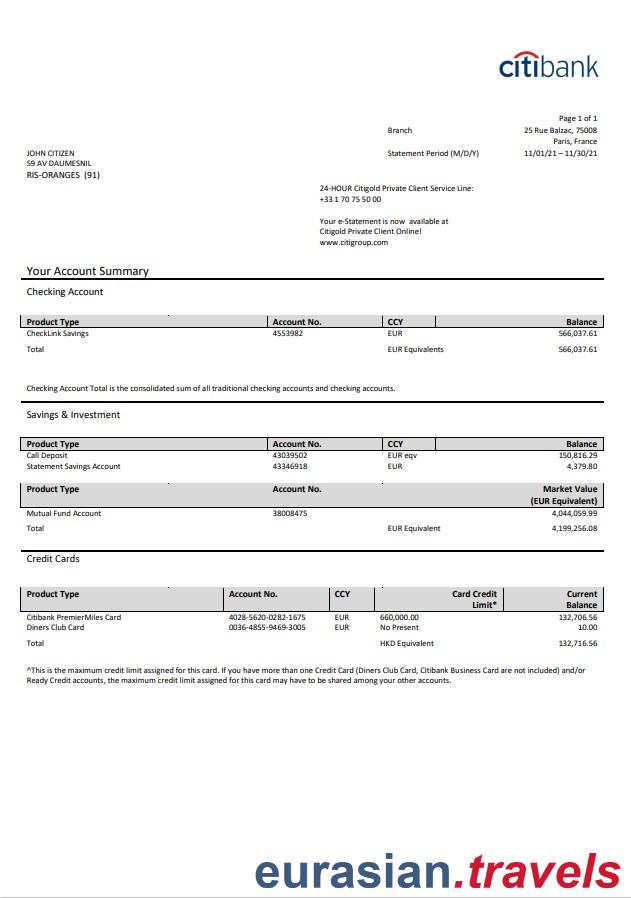 citibank
Page 1 of 1
Branch 25 Rue Balzac, 75008
Paris, France
JOHN CITIZEN Statement Period (M/D/Y) 11/01/21 – 11/30/21
59 AV DAUMESNIL
RIS-ORANGES (91)
24-HOUR Citigold Private Client Service Line:
+33 1 70 75 50 00
Your e-Statement is now available at
Citigold Private Client Online!
www.citigroup.com
Your Account Summary
Checking Account
Product Type Account No. CCY Balance
CheckLink Savings 4553982 EUR 566,037.61
Total EUR Equivalents 566,037.61
Checking Account Total is the consolidated sum of all traditional checking accounts and checking accounts.
Savings & Investment
Product Type Account No. CCY Balance
Call Deposit 43039502 EUR eqv 150,816.29
Statement Savings Account 43346918 EUR 4,379.80
Product Type Account No. Market Value
(EUR Equivalent)
Mutual Fund Account 38008475 4,044,059.99
Total EUR Equivalent 4,199,256.08
Credit Cards
Product Type Account No. CCY Card Credit Current
Limit* Balance
Citibank PremierMiles Card 4028-5620-0282-1675 EUR 660,000.00 132,706.56
Diners Club Card 0036-4855-9469-3005 EUR No Present 10.00
Total HKD Equivalent 132,716.56
^This is the maximum credit limit assigned for this card. If you have more than one Credit Card (Diners Club Card, Citibank Business Card are not included) and/or
Ready Credit accounts, the maximum credit limit assigned for this card may have to be shared among your other accounts.
eurasian.travels